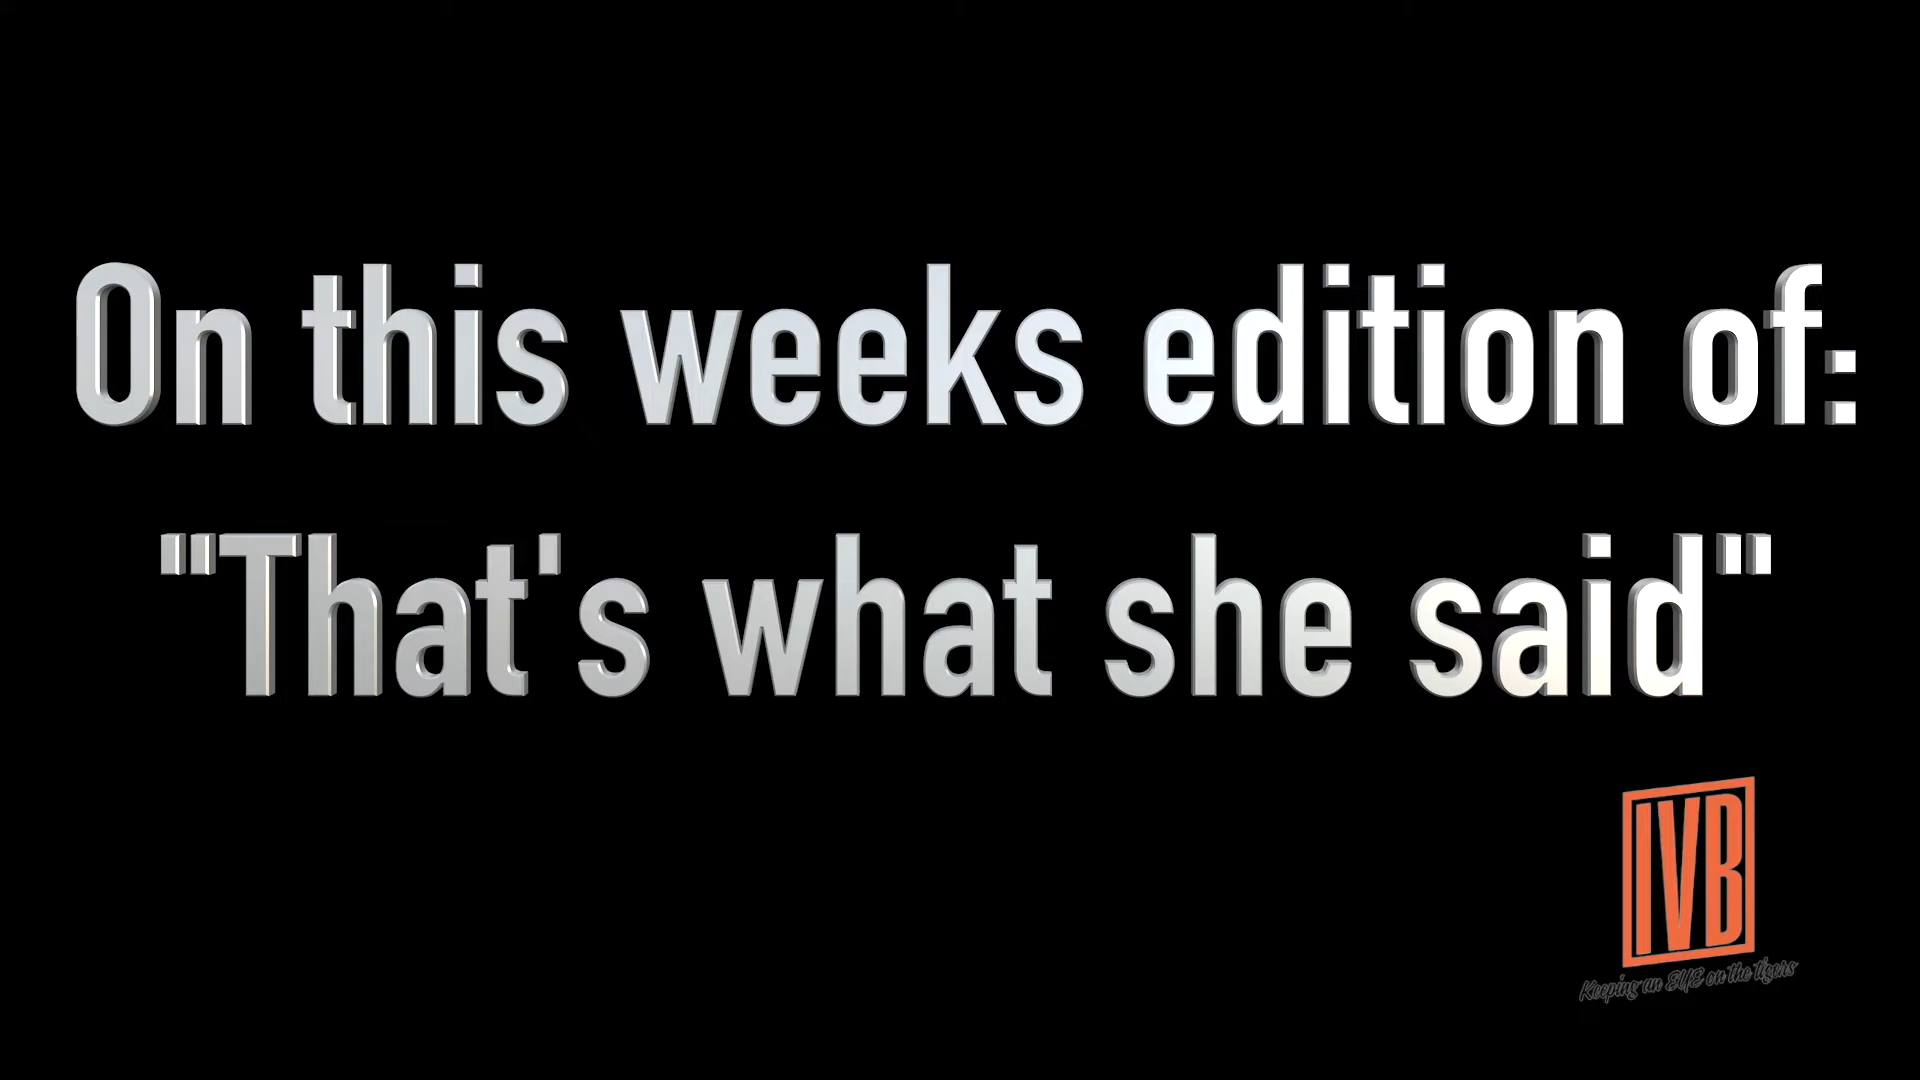 On this weeks edition of:
"That's what she said"
IVB
Keeping an EYE on the tigers